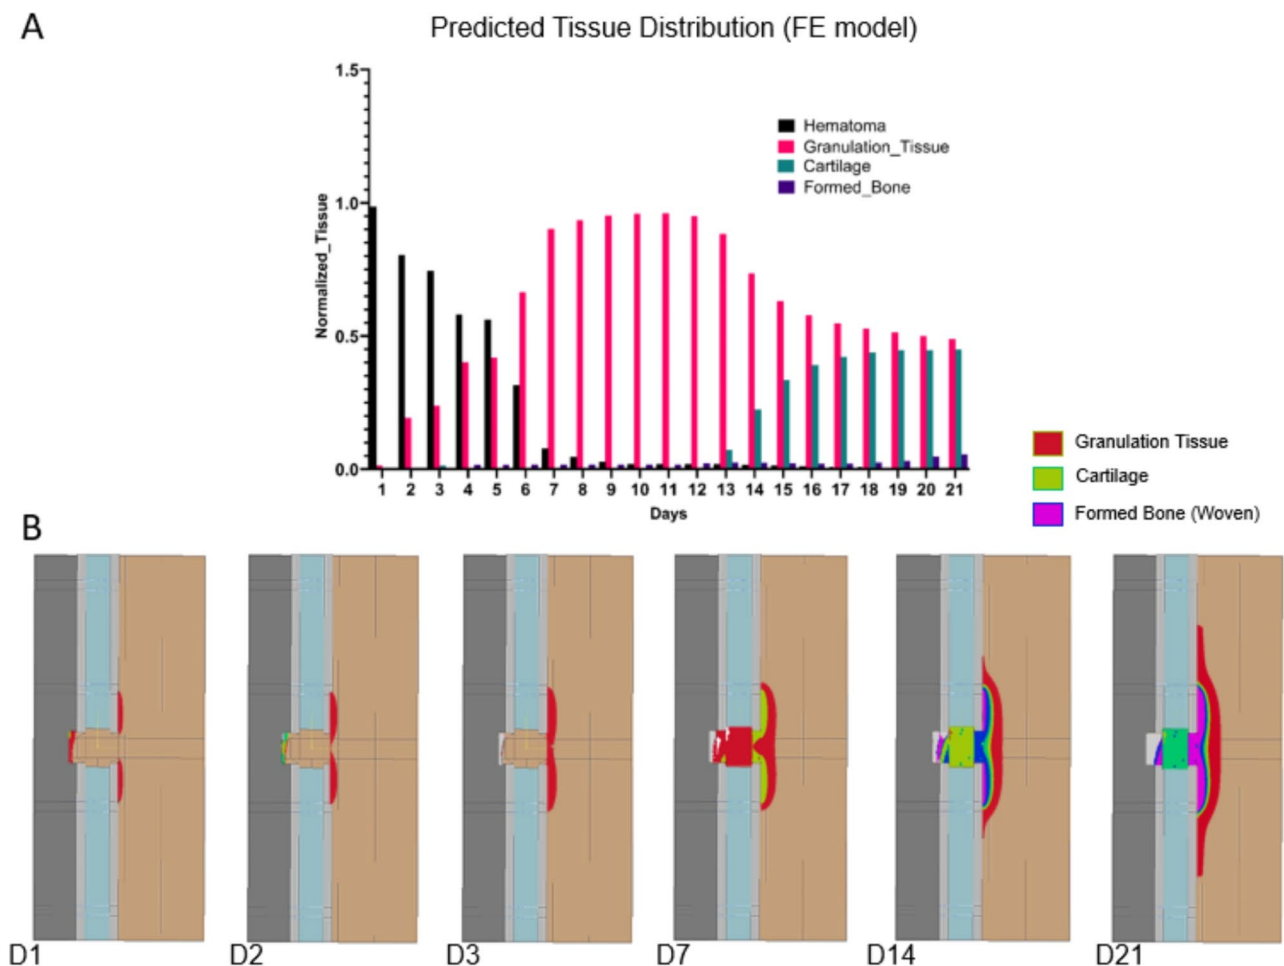 A
Predicted Tissue Distribution (FE model)
1.5
1.0
0.5
0.0
Normalized_Tissue
Hematoma
Granulation_Tissue
Cartilage
Formed_Bone
1 2 3 4 5 6 7 8 9 10 11 12 13 14 15 16 17 18 19 20 21
Days
Granulation Tissue
Cartilage
Formed Bone (Woven)
B
D1 D2 D3 D7 D14 D21